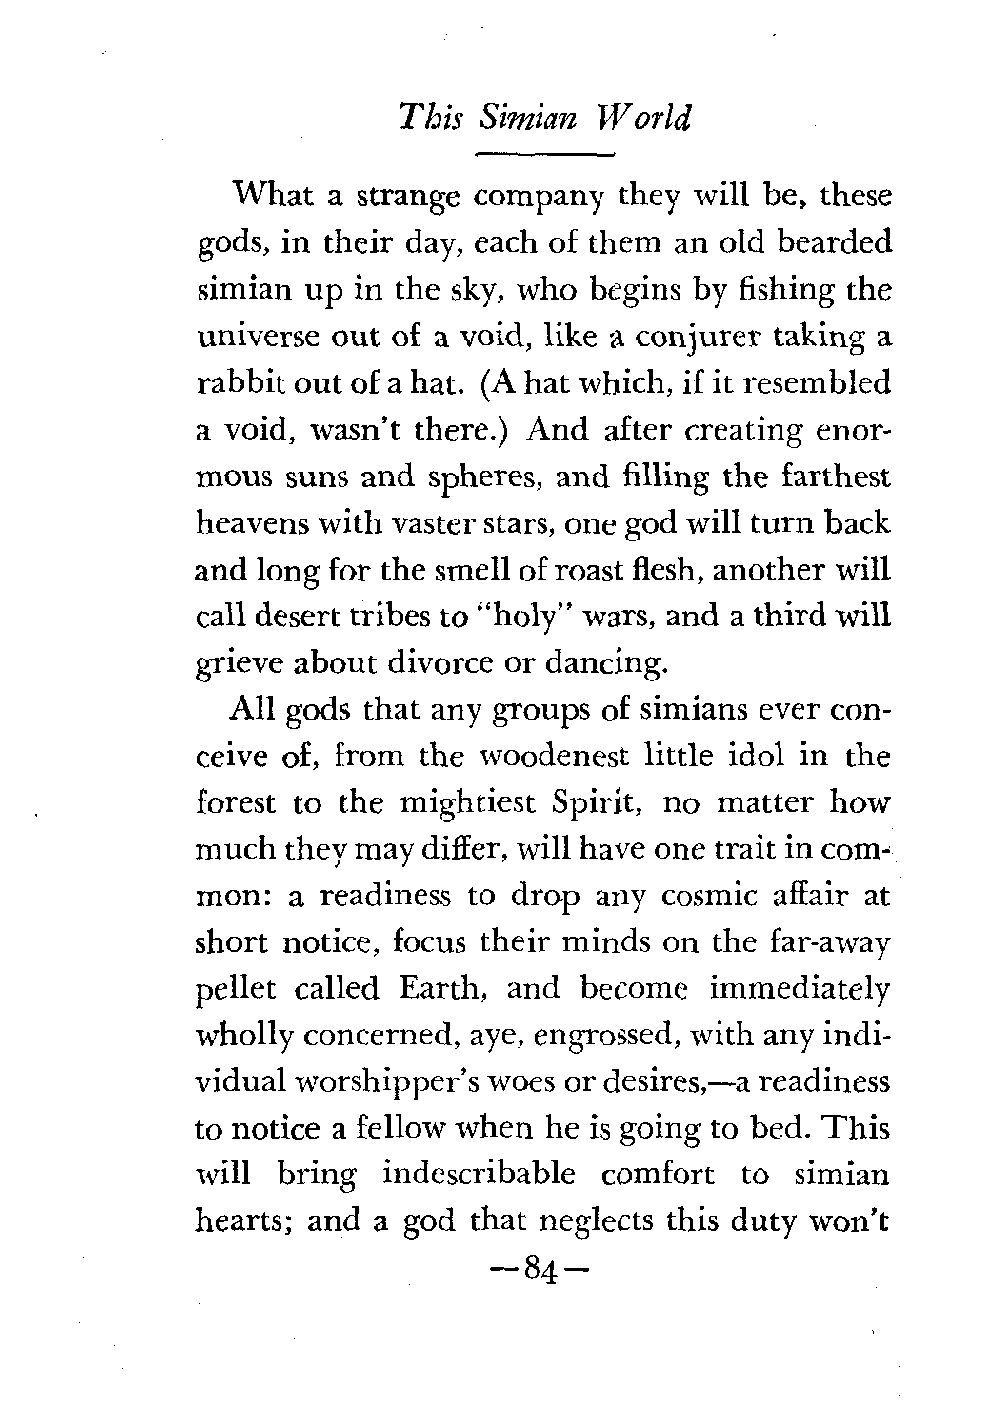 This Simian World
What a strange company they will be, these
gods, in their day, each of them an old bearded
simian up in the sky, who begins by fishing the
universe out of a void, like a conjurer taking a
rabbit out of a hat. (A hat which, if it resembled
a void, wasn't there.) And after creating enor-
mous suns and spheres, and filling the farthest
heavens with vaster stars, one god will turn back
and long for the smell of roast flesh, another will
call desert tribes to "holy" wars, and a third will
grieve about divorce or dancing.
All gods that any groups of simians ever con-
ceive of, from the woodenest little idol in the
forest to the mightiest Spirit, no matter how
much they may differ, will have one trait in com-
mon: a readiness to drop any cosmic affair at
short notice, focus their minds on the far-away
pellet called Earth, and become immediately
wholly concerned, aye, engrossed, with any indi-
vidual worshipper's woes or desires,—a readiness
to notice a fellow when he is going to bed. This
will bring indescribable comfort to simian
hearts; and a god that neglects this duty won't
—84—